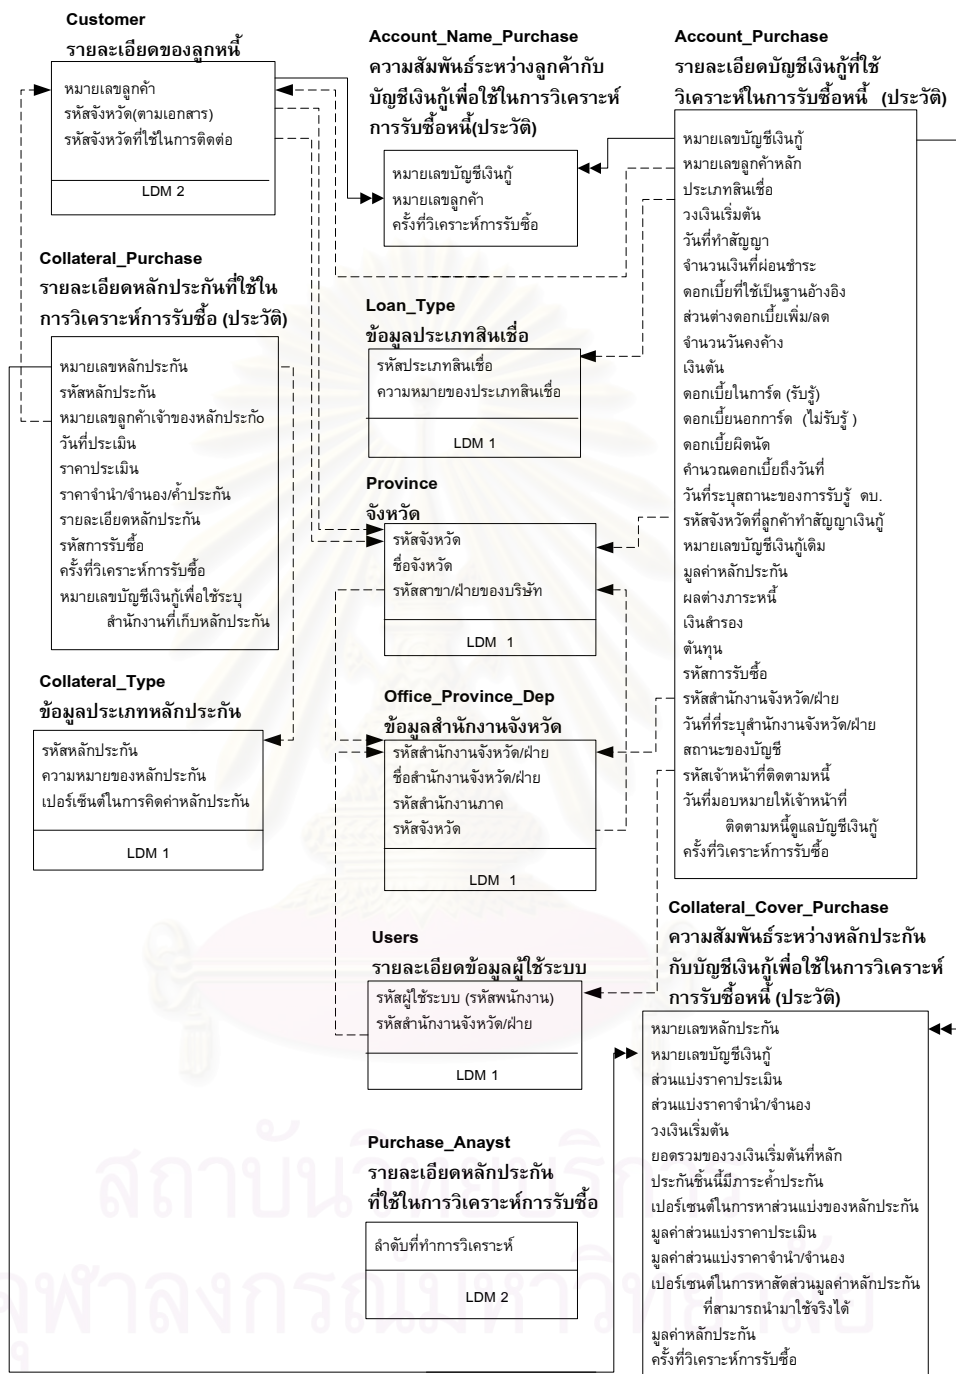 Customer
รายละเอียดของลูกหนี้
หมายเลขลูกค้า
รหัสจังหวัด(ตามเอกสาร)
รหัสจังหวัดที่ใช้ในการติดต่อ
LDM 2
Collateral_Purchase
รายละเอียดหลักประกันที่ใช้ใน
การวิเคราะห์การรับซื้อ (ประวัติ)
หมายเลขหลักประกัน
รหัสหลักประกัน
หมายเลขลูกค้าเจ้าของหลักประกัo
วันที่ประเมิน
ราคาประเมิน
ราคาจำนำ/จำนอง/ค้ำประกัน
รายละเอียดหลักประกัน
รหัสการรับซื้อ
ครั้งที่วิเคราะห์การรับซื้อ
หมายเลขบัญชีเงินกู้เพื่อใช้ระบุ
สำนักงานที่เก็บหลักประกัน
Collateral_Type
ข้อมูลประเภทหลักประกัน
รหัสหลักประกัน
ความหมายของหลักประกัน
เปอร์เซ็นต์ในการคิดค่าหลักประกัน
LDM 1
Account_Name_Purchase
ความสัมพันธ์ระหว่างลูกค้ากับ
บัญชีเงินกู้เพื่อใช้ในการวิเคราะห์
การรับซื้อหนี้(ประวัติ)
หมายเลขบัญชีเงินกู้
หมายเลขลูกค้า
ครั้งที่วิเคราะห์การรับซื้อ
Loan_Type
ข้อมูลประเภทสินเชื่อ
รหัสประเภทสินเชื่อ
ความหมายของประเภทสินเชื่อ
LDM 1
Province
จังหวัด
รหัสจังหวัด
ชื่อจังหวัด
รหัสสาขา/ฝ่ายของบริษัท
LDM 1
Office_Province_Dep
ข้อมูลสำนักงานจังหวัด
รหัสสำนักงานจังหวัด/ฝ่าย
ชื่อสำนักงานจังหวัด/ฝ่าย
รหัสสำนักงานภาค
รหัสจังหวัด
LDM 1
Users
รายละเอียดข้อมูลผู้ใช้ระบบ
รหัสผู้ใช้ระบบ (รหัสพนักงาน)
รหัสสำนักงานจังหวัด/ฝ่าย
LDM 1
Purchase_Anayst
รายละเอียดหลักประกัน
ที่ใช้ในการวิเคราะห์การรับซื้อ
ลำดับที่ทำการวิเคราะห์
LDM 2
Account_Purchase
รายละเอียดบัญชีเงินกู้ที่ใช้
วิเคราะห์ในการรับซื้อหนี้ (ประวัติ)
หมายเลขบัญชีเงินกู้
หมายเลขลูกค้าหลัก
ประเภทสินเชื่อ
วงเงินเริ่มต้น
วันที่ทำสัญญา
จำนวนเงินที่ผ่อนชำระ
ดอกเบี้ยที่ใช้เป็นฐานอ้างอิง
ส่วนต่างดอกเบี้ยเพิ่ม/ลด
จำนวนวันคงค้าง
เงินต้น
ดอกเบี้ยในการ์ด (รับรู้)
ดอกเบี้ยนอกการ์ด (ไม่รับรู้ )
ดอกเบี้ยผิดนัด
คำนวณดอกเบี้ยถึงวันที่
วันที่ระบุสถานะของการรับรู้ ดบ.
รหัสจังหวัดที่ลูกค้าทำสัญญาเงินกู้
หมายเลขบัญชีเงินกู้เดิม
มูลค่าหลักประกัน
ผลต่างภาระหนี้
เงินสำรอง
ต้นทุน
รหัสการรับซื้อ
รหัสสำนักงานจังหวัด/ฝ่าย
วันที่ที่ระบุสำนักงานจังหวัด/ฝ่าย
สถานะของบัญชี
รหัสเจ้าหน้าที่ติดตามหนี้
วันที่มอบหมายให้เจ้าหน้าที่
ติดตามหนี้ดูแลบัญชีเงินกู้
ครั้งที่วิเคราะห์การรับซื้อ
Collateral_Cover_Purchase
ความสัมพันธ์ระหว่างหลักประกัน
กับบัญชีเงินกู้เพื่อใช้ในการวิเคราะห์
การรับซื้อหนี้ (ประวัติ)
หมายเลขหลักประกัน
หมายเลขบัญชีเงินกู้
ส่วนแบ่งราคาประเมิน
ส่วนแบ่งราคาจำนำ/จำนอง
วงเงินเริ่มต้น
ยอดรวมของวงเงินเริ่มต้นที่หลัก
ประกันชิ้นนี้มีภาระค้ำประกัน
เปอร์เซนต์ในการหาส่วนแบ่งของหลักประกัน
มูลค่าส่วนแบ่งราคาประเมิน
มูลค่าส่วนแบ่งราคาจำนำ/จำนอง
เปอร์เซนต์ในการหาสัดส่วนมูลค่าหลักประกัน
ที่สามารถนำมาใช้จริงได้
มูลค่าหลักประกัน
ครั้งที่วิเคราะห์การรับซื้อ
สถาบันวิทยบริการ
จุฬาลงกรณ์มหาวิทยาลัย